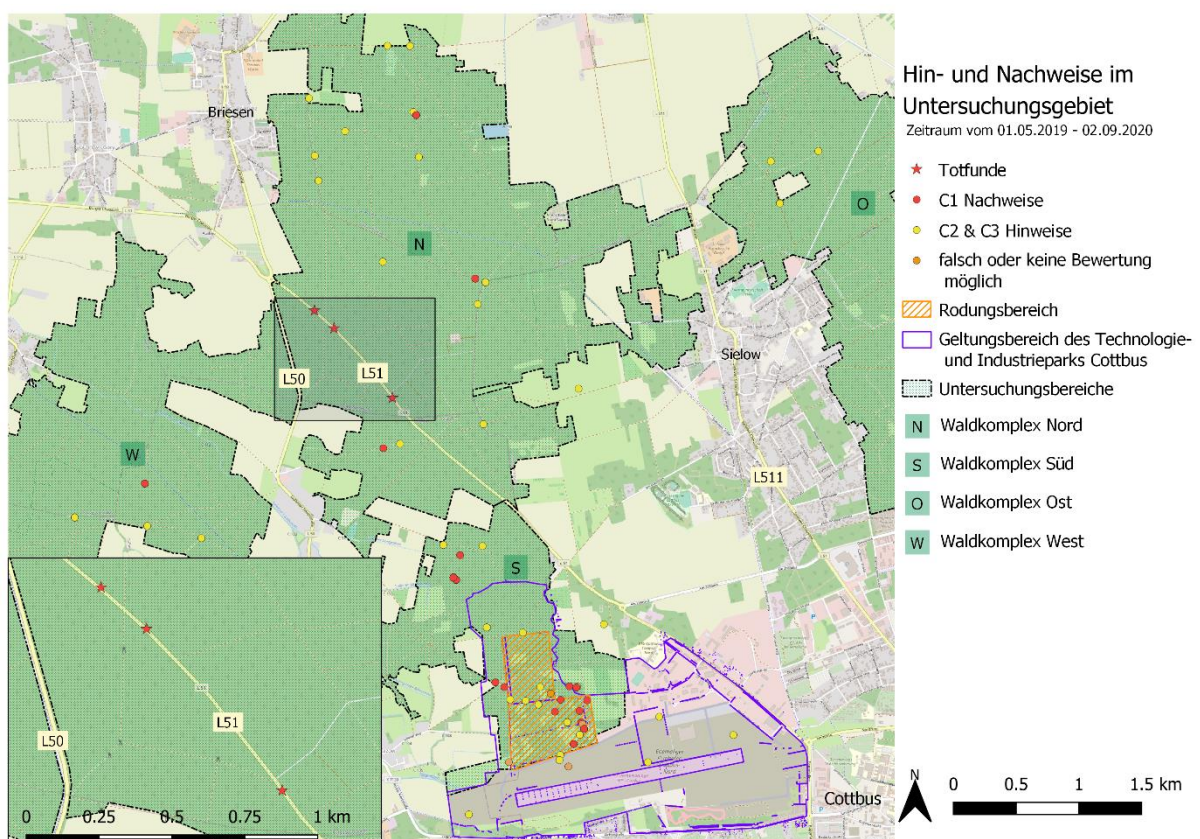 Hin- und Nachweise im
Untersuchungsgebiet
Zeitraum vom 01.05.2019 - 02.09.2020
Totfunde
C1 Nachweise
C2 & C3 Hinweise
falsch oder keine Bewertung
möglich
Rodungsbereich
Geltungsbereich des Technologie-
und Industrieparks Cottbus
Untersuchungsbereiche
N Waldkomplex Nord
S Waldkomplex Süd
O Waldkomplex Ost
W Waldkomplex West
N
0 0.5 1 1.5 km
Briesen
O
N
Sielow
L50
L51
W
L511
S
Cottbus
L50
L51
0 0.25 0.5 0.75 1 km